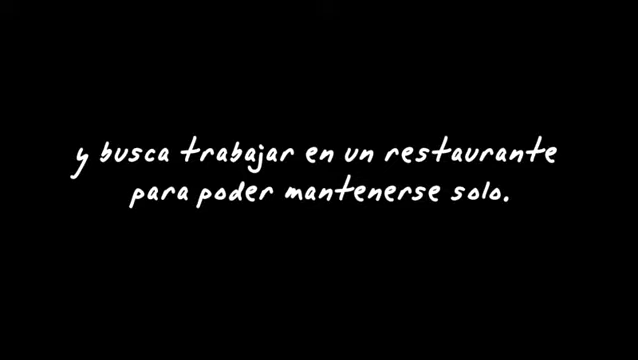 y busca trabajar en un restaurante
para poder mantenerse solo.